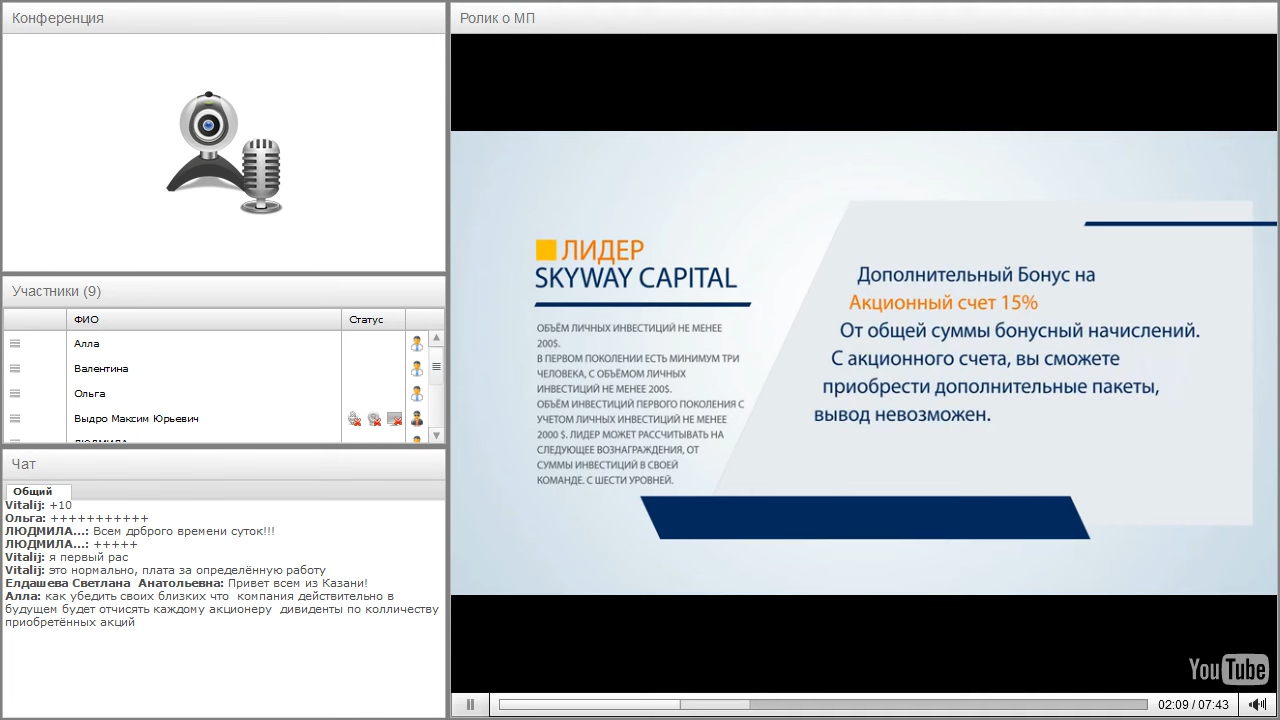 Конференция
Участники (9)
ФИО
Статус
Алла
Валентина
Ольга
Выдро Максим Юрьевич
Чат
Общий
Vitalij: +10
Ольга: +++++++++++
ЛЮДМИЛА...: Всем дрброго времени суток!!!
ЛЮДМИЛА...: +++++
Vitalij: я первый рас
Vitalij: это нормально, плата за определённую работу
Елдашева Светлана Анатольевна: Привет всем из Казани!
Алла: как убедить своих близких что компания действительно в
будущем будет отчисять каждому акционеру дивиденты по колличеству
приобретённых акций
Ролик о МП
ЛИДЕР
SKYWAY CAPITAL
ОБЪЁМ ЛИЧНЫХ ИНВЕСТИЦИЙ НЕ МЕНЕЕ
200$.
В ПЕРВОМ ПОКОЛЕНИИ ЕСТЬ МИНИМУМ ТРИ
ЧЕЛОВЕКА, С ОБЪЁМОМ ЛИЧНЫХ
ИНВЕСТИЦИЙ НЕ МЕНЕЕ 200$.
ОБЪЁМ ИНВЕСТИЦИЙ ПЕРВОГО ПОКОЛЕНИЯ С
УЧЕТОМ ЛИЧНЫХ ИНВЕСТИЦИЙ НЕ МЕНЕЕ
2000 $. ЛИДЕР МОЖЕТ РАССЧИТЫВАТЬ НА
СЛЕДУЮЩЕЕ ВОЗНАГРАЖДЕНИЯ, ОТ
СУММЫ ИНВЕСТИЦИЙ В СВОЕЙ
КОМАНДЕ. С ШЕСТИ УРОВНЕЙ.
Дополнительный Бонус на
Акционный счет 15%
От общей суммы бонусный начислений.
С акционного счета, вы сможете
приобрести дополнительные пакеты,
вывод невозможен.
YouTube
02:09 / 07:43